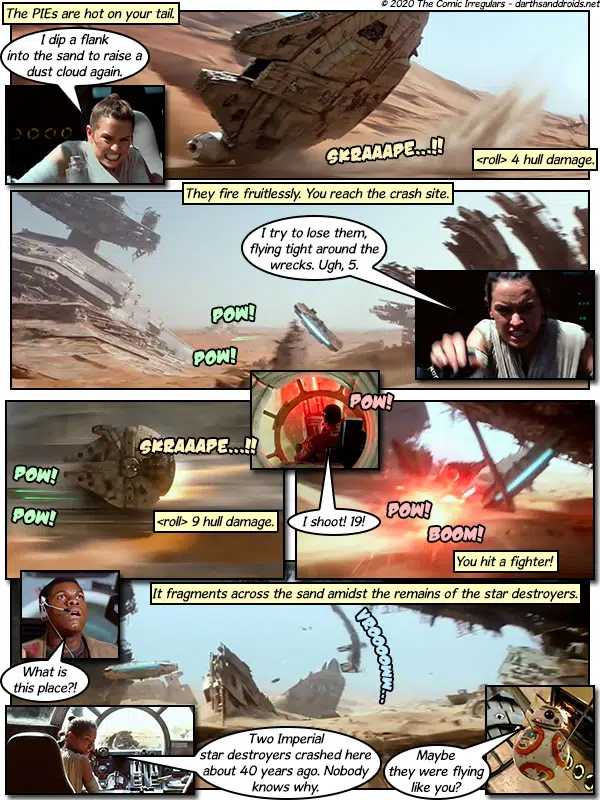 © 2020 The Comic Irregulars - darthsanddroids.net
The PIEs are hot on your tail.
I dip a flank
into the sand to raise a
dust cloud again.
SKRAAAPE...!!
<roll> 4 hull damage.
They fire fruitlessly. You reach the crash site.
I try to lose them,
flying tight around the
wrecks. Ugh, 5.
POW!
POW!
SKRAAAPE...!!
POW!
POW!
<roll> 9 hull damage.
POW!
I shoot! 19!
POW!
BOOM!
You hit a fighter!
It fragments across the sand amidst the remains of the star destroyers.
What is
this place?!
VROOOOMM...
Two Imperial
star destroyers crashed here
about 40 years ago. Nobody
knows why.
Maybe
they were flying
like you?